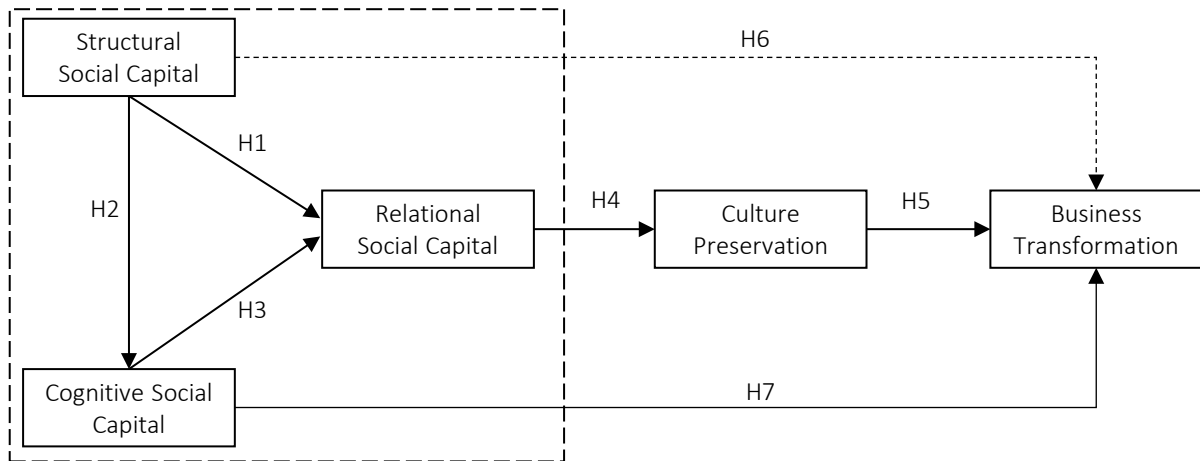 Structural
Social Capital
H6
H1
H2
Relational
Social Capital
H4
Culture
Preservation
H5
Business
Transformation
H3
Cognitive Social
Capital
H7